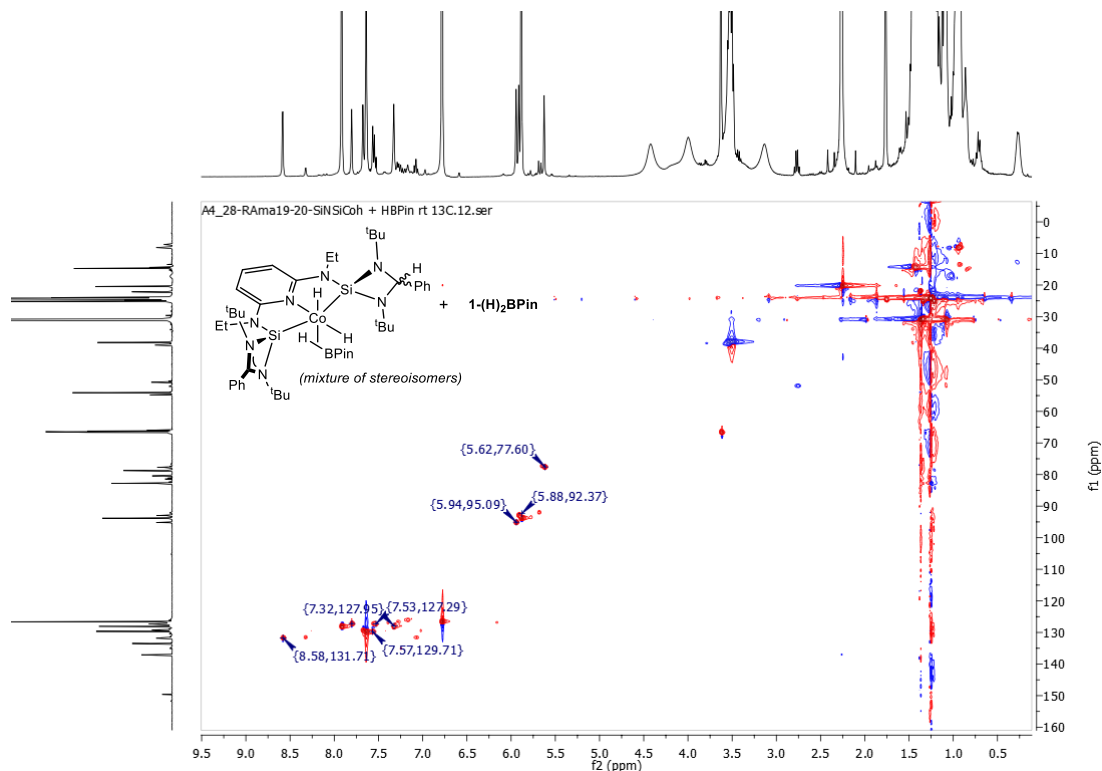 A4_28-RAma19-20-SiNSiCoh + HBPin rt 13C.12.ser
tBu
Et
N
N
H
Si
Ph
H
N
N
tBu
N
Co
Et
N
H
H
tBu
Si
BPin
N
N
Ph
tBu
+ 1-(H)₂BPin
(mixture of stereoisomers)
{5.62,77.60}
{5.94,95.09}
{5.88,92.37}
{7.32,127.95}
{7.53,127.29}
{8.58,131.71}
{7.57,129.71}
0
10
20
30
40
50
60
70
80
90
100
110
120
130
140
150
160
f1 (ppm)
9.5 9.0 8.5 8.0 7.5 7.0 6.5 6.0 5.5 5.0 4.5 4.0 3.5 3.0 2.5 2.0 1.5 1.0 0.5
f2 (ppm)